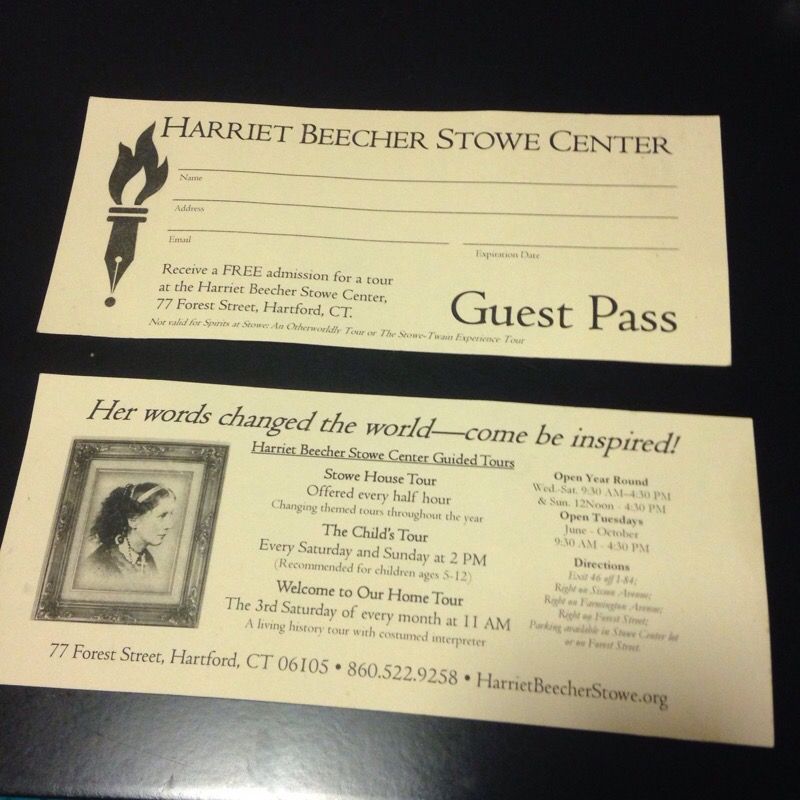 HARRIET BEECHER STOWE CENTER
Name
Address
Email
Expiration Date
Receive a FREE admission for a tour
at the Harriet Beecher Stowe Center,
77 Forest Street, Hartford, CT.
Guest Pass
Not valid for Spirits at Stowe: An Otherworldly Tour or The Stowe-Twain Experience Tour
Her words changed the world—come be inspired!
Harriet Beecher Stowe Center Guided Tours
Stowe House Tour
Offered every half hour
Changing themed tours throughout the year
The Child's Tour
Every Saturday and Sunday at 2 PM
(Recommended for children ages 5-12)
Welcome to Our Home Tour
The 3rd Saturday of every month at 11 AM
A living history tour with costumed interpreter
Open Year Round
Wed.-Sat. 9:30 AM-4:30 PM
& Sun. 12Noon - 4:30 PM
Open Tuesdays
June - October
9:30 AM - 4:30 PM
Directions
Exit 46 off I-84;
Right on Sisson Avenue;
Right on Farmington Avenue;
Right on Forest Street;
Parking available in Stowe Center lot
or on Forest Street.
77 Forest Street, Hartford, CT 06105 • 860.522.9258 • HarrietBeecherStowe.org